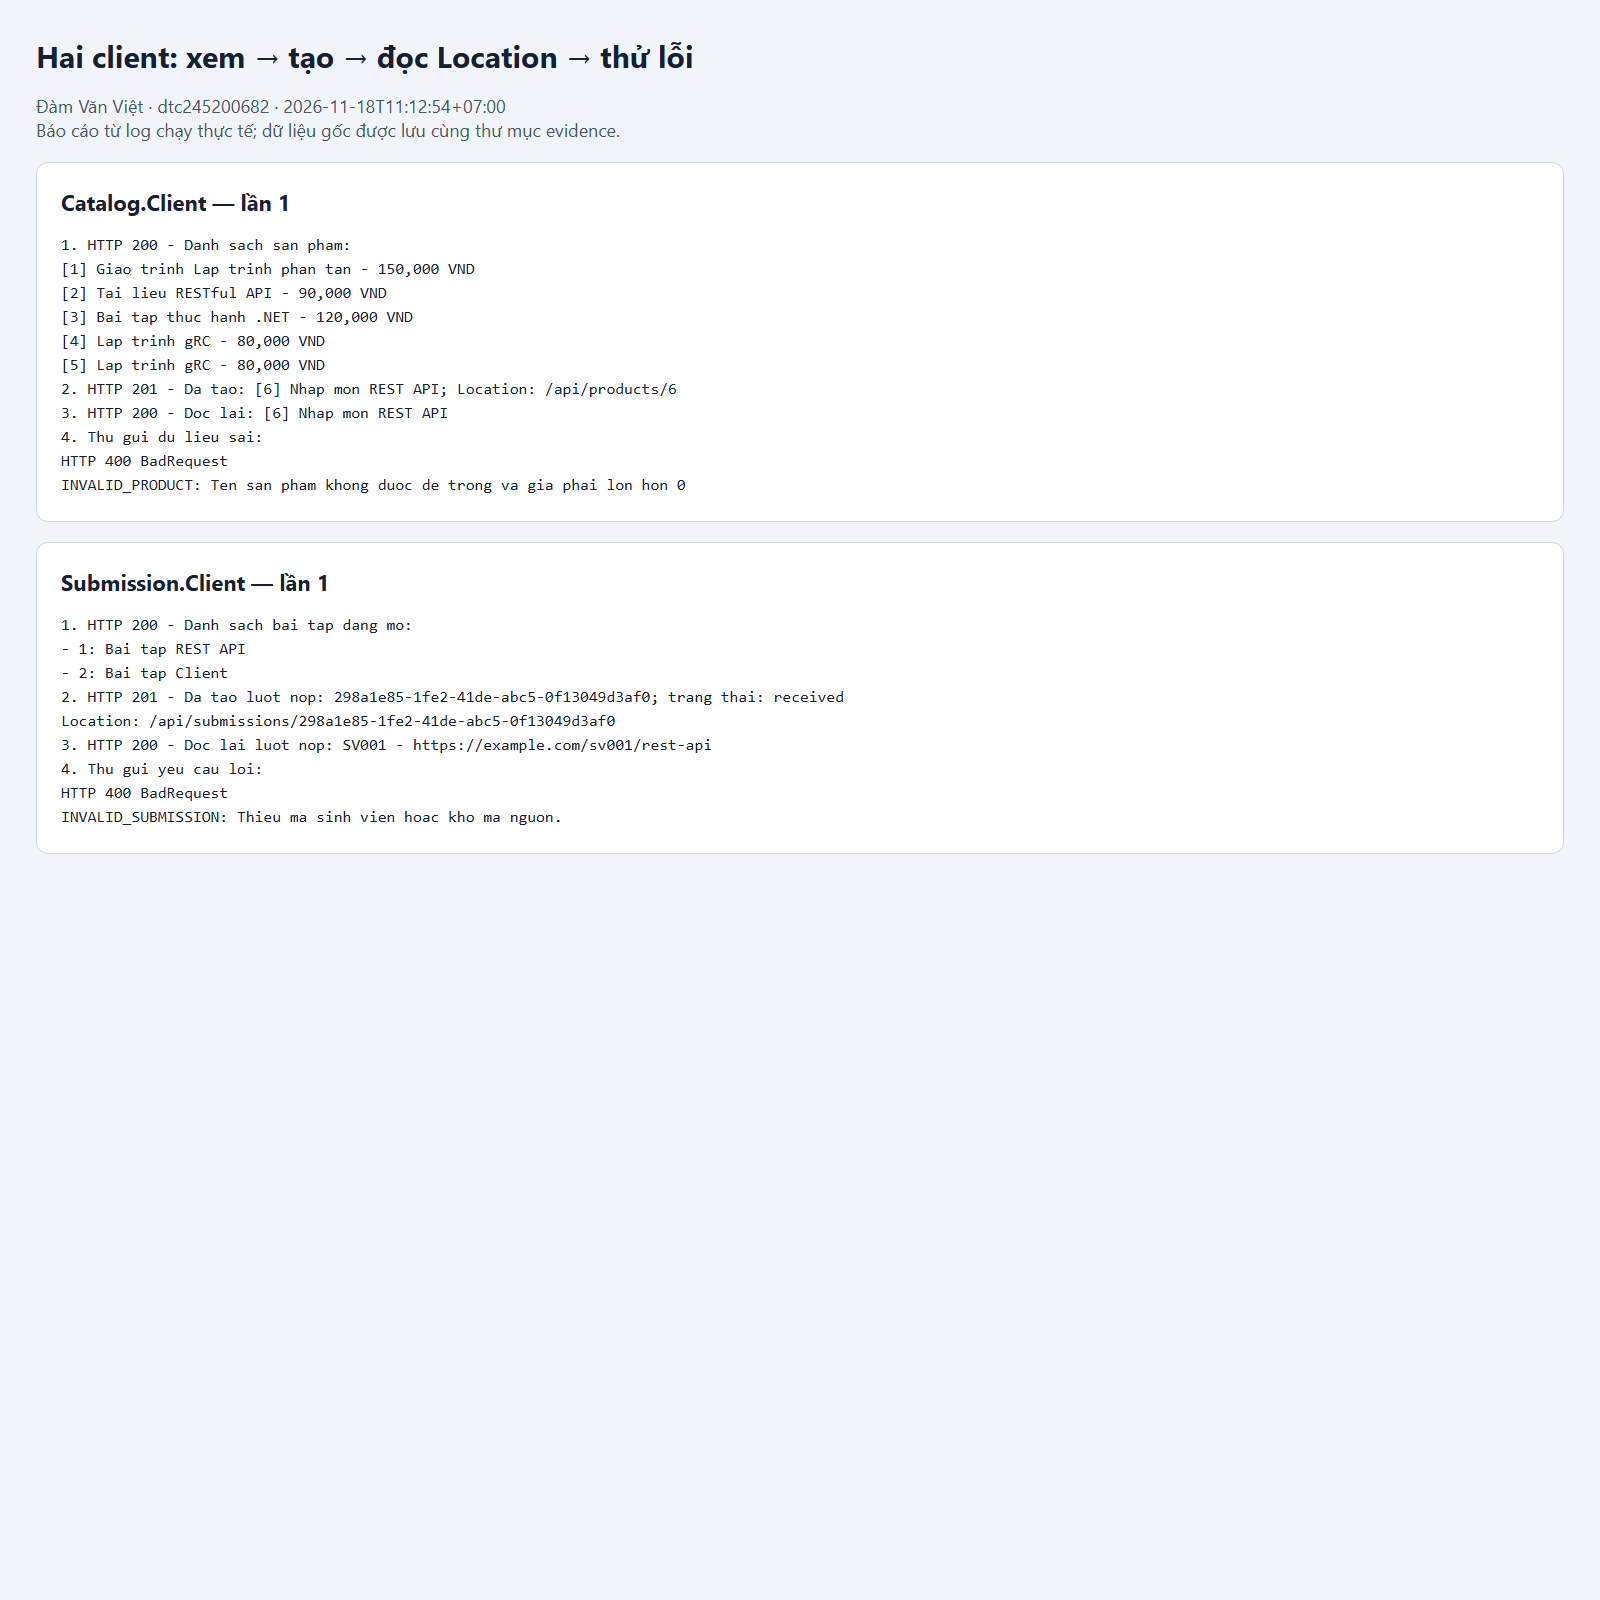 Hai client: xem → tạo → đọc Location → thử lỗi
Đàm Văn Việt · dtc245200682 · 2026-11-18T11:12:54+07:00
Báo cáo từ log chạy thực tế; dữ liệu gốc được lưu cùng thư mục evidence.
Catalog.Client — lần 1
1. HTTP 200 - Danh sach san pham:
[1] Giao trinh Lap trinh phan tan - 150,000 VND
[2] Tai lieu RESTful API - 90,000 VND
[3] Bai tap thuc hanh .NET - 120,000 VND
[4] Lap trinh gRC - 80,000 VND
[5] Lap trinh gRC - 80,000 VND
2. HTTP 201 - Da tao: [6] Nhap mon REST API; Location: /api/products/6
3. HTTP 200 - Doc lai: [6] Nhap mon REST API
4. Thu gui du lieu sai:
HTTP 400 BadRequest
INVALID_PRODUCT: Ten san pham khong duoc de trong va gia phai lon hon 0
Submission.Client — lần 1
1. HTTP 200 - Danh sach bai tap dang mo:
- 1: Bai tap REST API
- 2: Bai tap Client
2. HTTP 201 - Da tao luot nop: 298a1e85-1fe2-41de-abc5-0f13049d3af0; trang thai: received
Location: /api/submissions/298a1e85-1fe2-41de-abc5-0f13049d3af0
3. HTTP 200 - Doc lai luot nop: SV001 - https://example.com/sv001/rest-api
4. Thu gui yeu cau loi:
HTTP 400 BadRequest
INVALID_SUBMISSION: Thieu ma sinh vien hoac kho ma nguon.